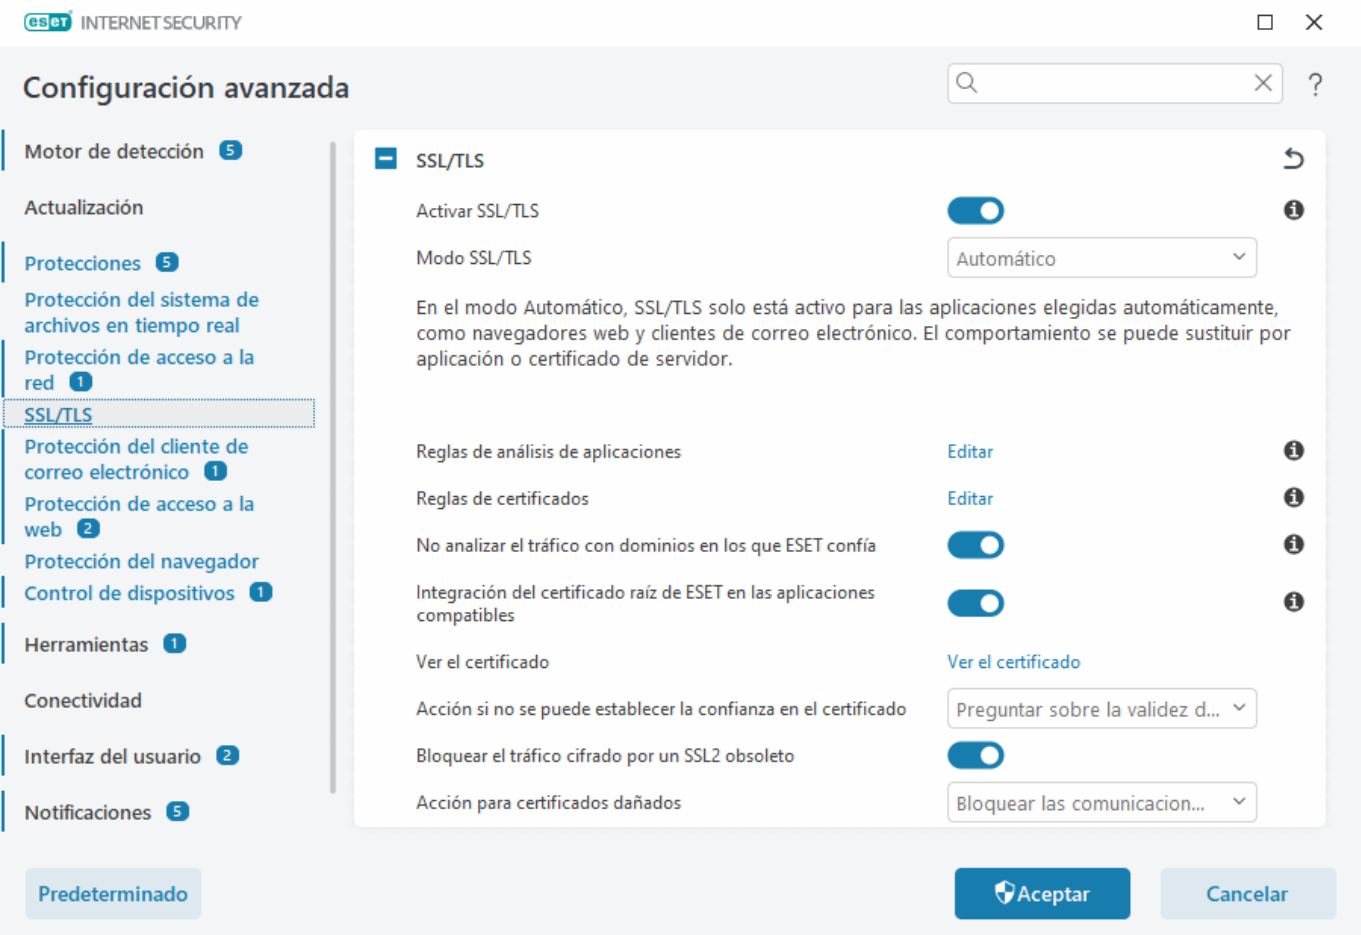 eset INTERNET SECURITY
Configuración avanzada
?
Motor de detección 5
Actualización
Protecciones 5
Protección del sistema de
archivos en tiempo real
Protección de acceso a la
red 1
SSL/TLS
Protección del cliente de
correo electrónico 1
Protección de acceso a la
web 2
Protección del navegador
Control de dispositivos 1
Herramientas 1
Conectividad
Interfaz del usuario 2
Notificaciones 5
SSL/TLS
Activar SSL/TLS
Modo SSL/TLS Automático
En el modo Automático, SSL/TLS solo está activo para las aplicaciones elegidas automáticamente,
como navegadores web y clientes de correo electrónico. El comportamiento se puede sustituir por
aplicación o certificado de servidor.
Reglas de análisis de aplicaciones Editar
Reglas de certificados Editar
No analizar el tráfico con dominios en los que ESET confía
Integración del certificado raíz de ESET en las aplicaciones
compatibles
Ver el certificado Ver el certificado
Acción si no se puede establecer la confianza en el certificado Preguntar sobre la validez d...
Bloquear el tráfico cifrado por un SSL2 obsoleto
Acción para certificados dañados Bloquear las comunicacion...
Predeterminado Aceptar Cancelar